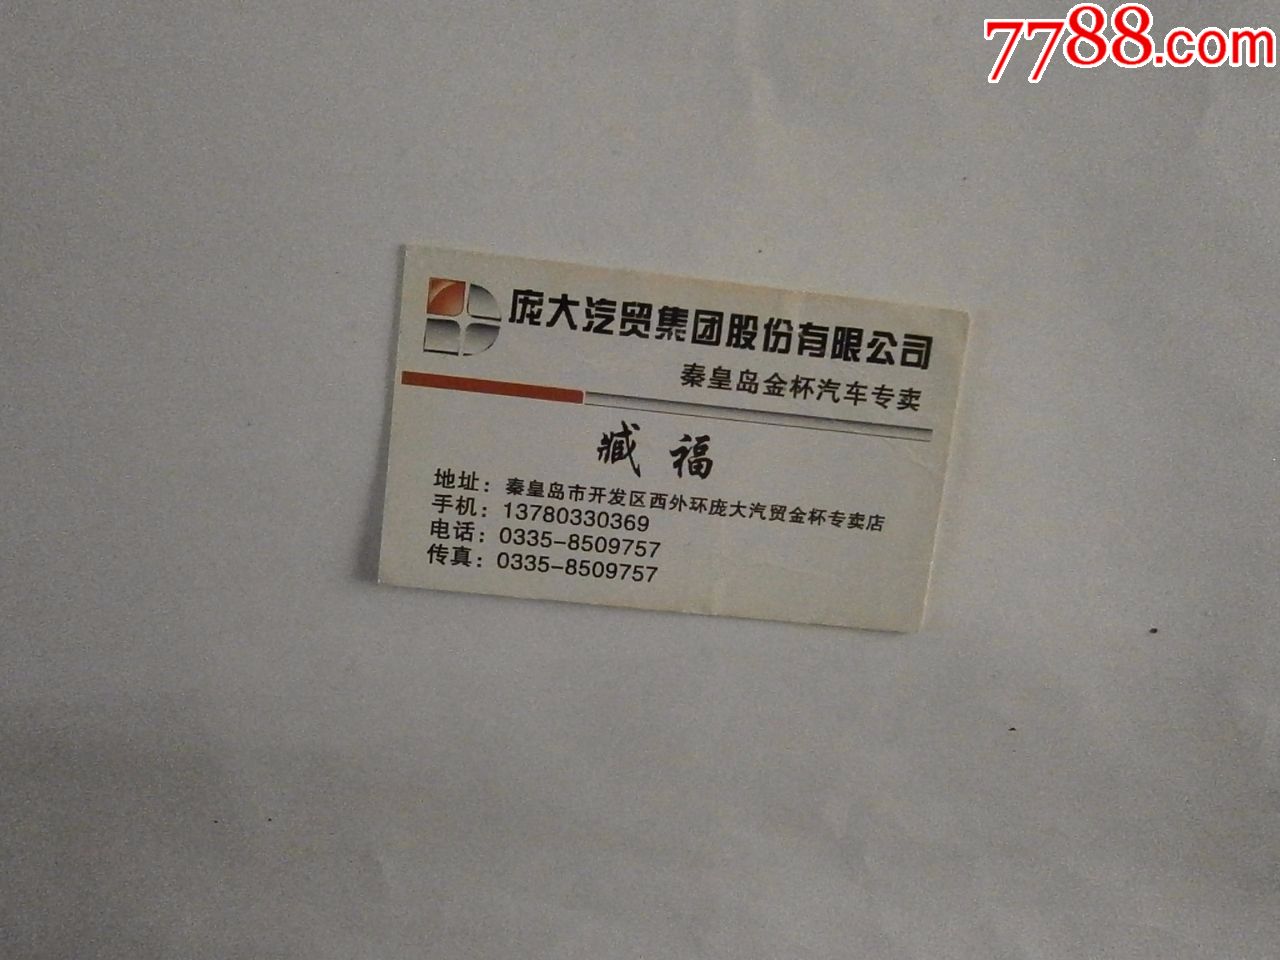 7788.com
庞大汽贸集团股份有限公司
秦皇岛金杯汽车专卖
臧 福
地址：秦皇岛市开发区西外环庞大汽贸金杯专卖店
手机：13780330369
电话：0335-8509757
传真：0335-8509757